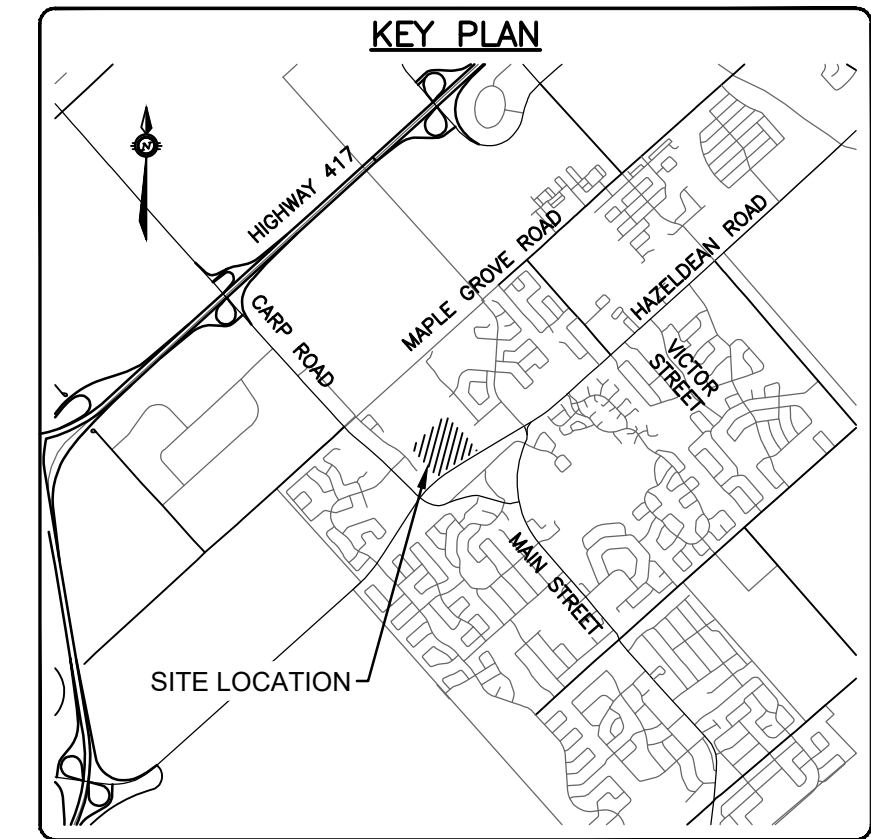 KEY PLAN
N
HIGHWAY 417
CARP ROAD
MAPLE GROVE ROAD
HAZELDEAN ROAD
VICTOR
STREET
MAIN STREET
SITE LOCATION